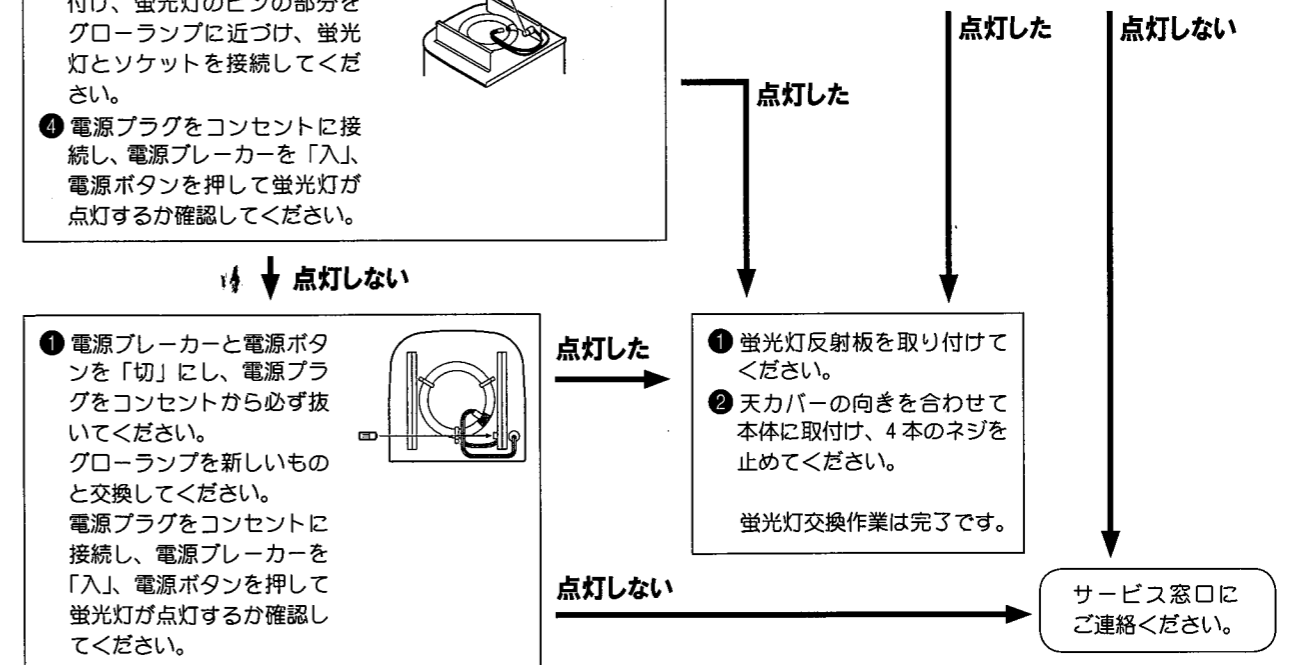 付け、蛍光灯のピンの部分を
グローランプに近づけ、蛍光
灯とソケットを接続してくだ
さい。
❹ 電源プラグをコンセントに接
続し、電源ブレーカーを「入」、
電源ボタンを押して蛍光灯が
点灯するか確認してください。
点灯した
点灯した
点灯しない
点灯しない
❶ 電源ブレーカーと電源ボタ
ンを「切」にし、電源プラ
グをコンセントから必ず抜
いてください。
グローランプを新しいもの
と交換してください。
電源プラグをコンセントに
接続し、電源ブレーカーを
「入」、電源ボタンを押して
蛍光灯が点灯するか確認し
てください。
点灯した
点灯しない
❶ 蛍光灯反射板を取り付けて
ください。
❷ 天カバーの向きを合わせて
本体に取付け、4本のネジを
止めてください。
蛍光灯交換作業は完了です。
サービス窓口に
ご連絡ください。